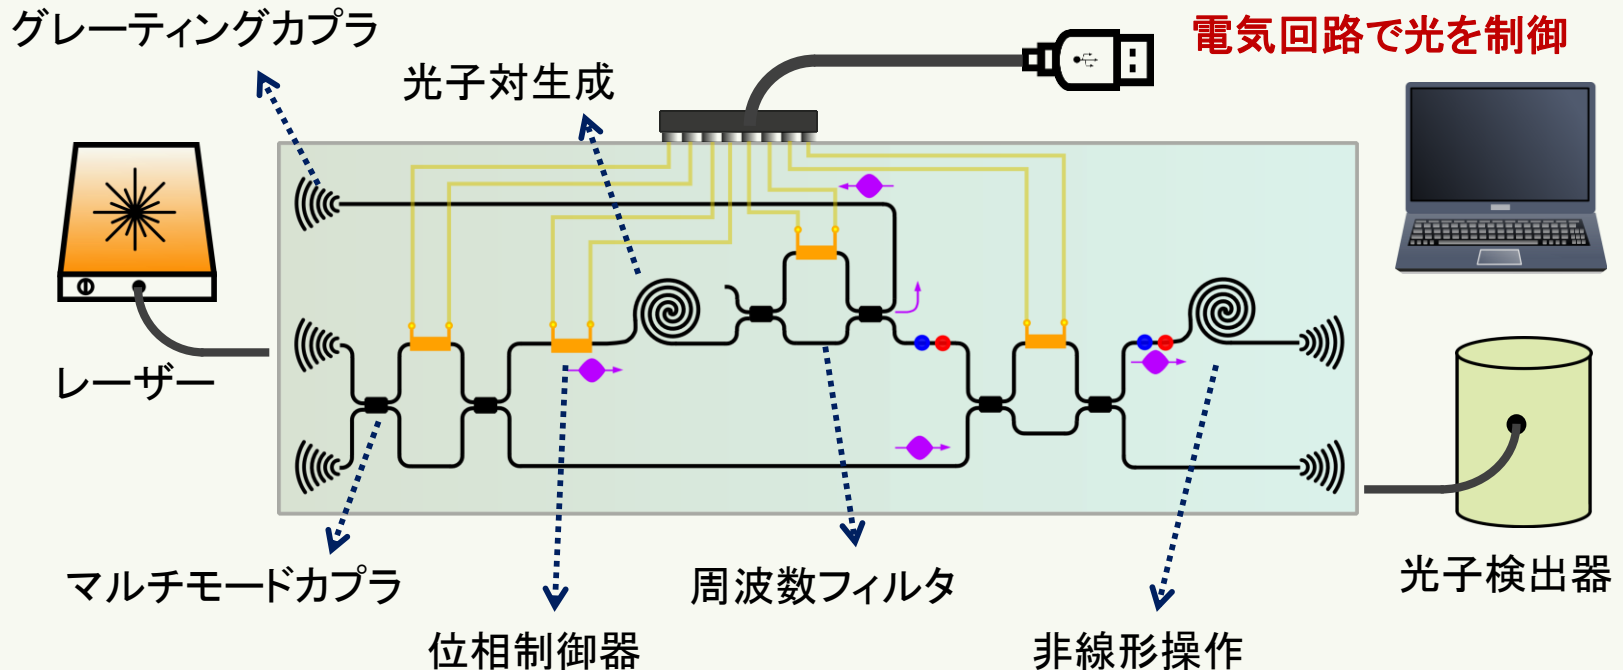 グレーティングカプラ
電気回路で光を制御
光子対生成
レーザー
マルチモードカプラ
周波数フィルタ
光子検出器
位相制御器
非線形操作